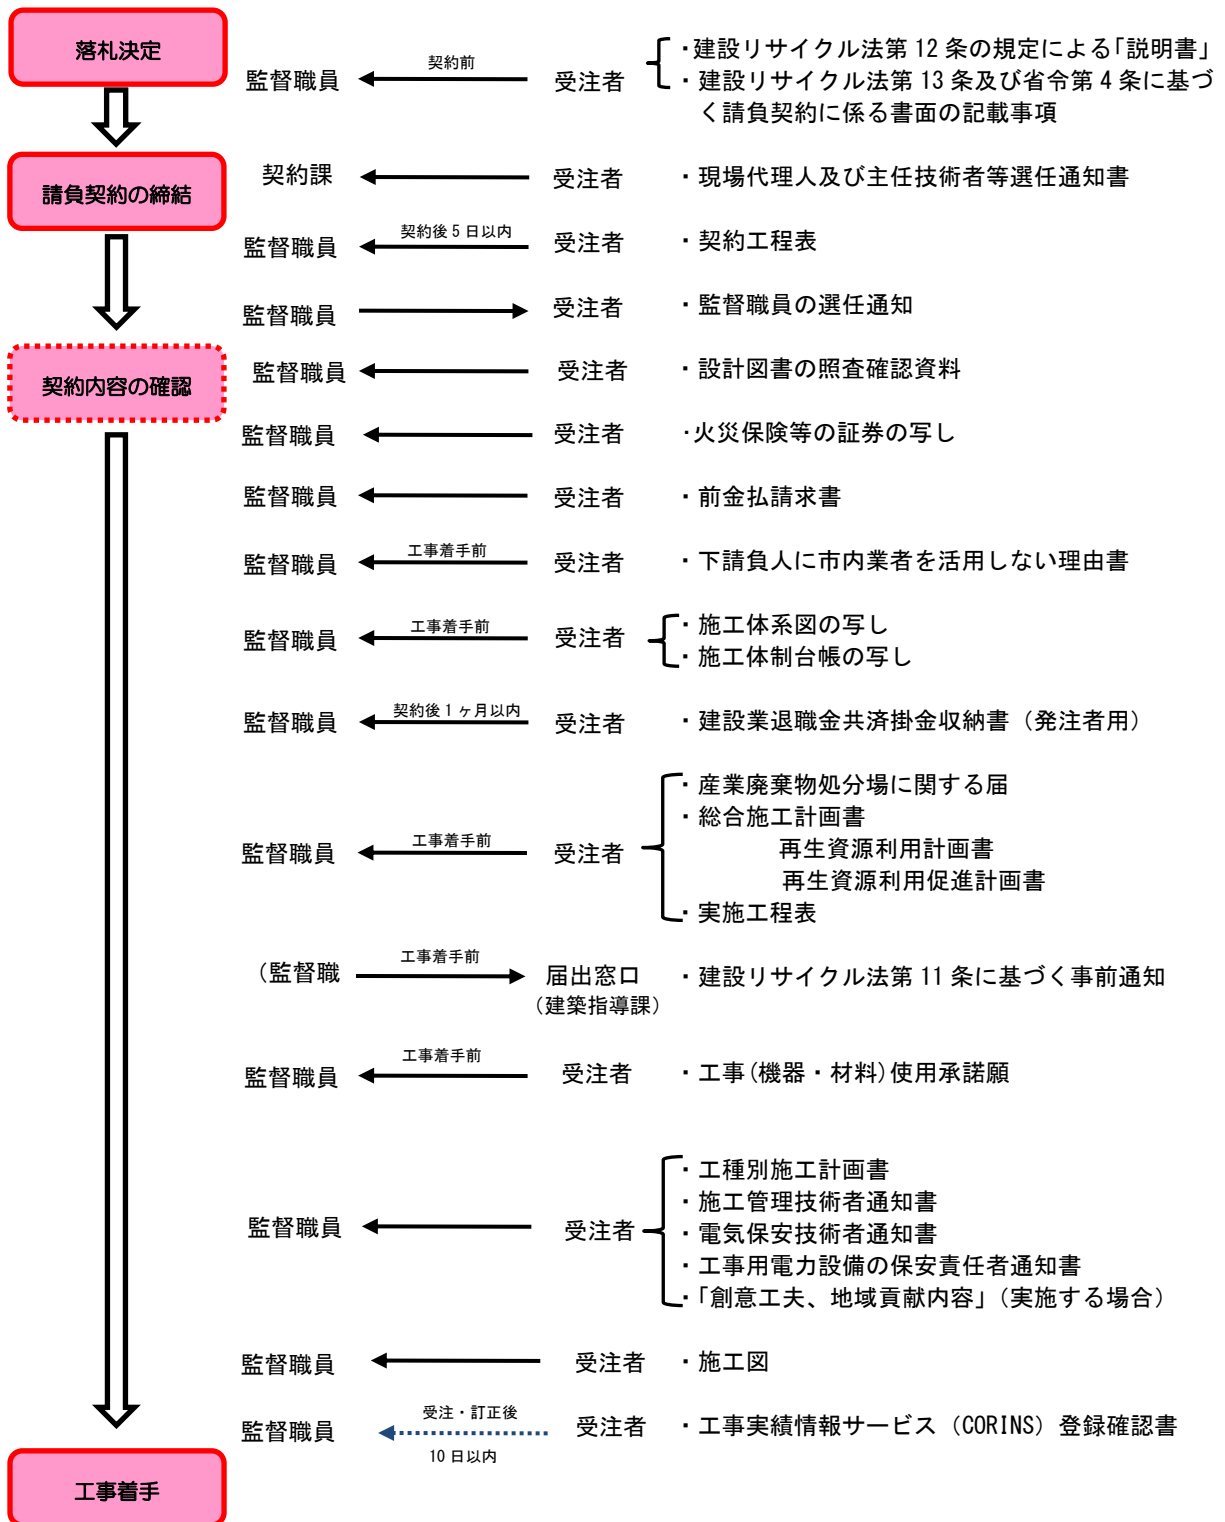 落札決定
監督職員
契約前
受注者
・建設リサイクル法第 12 条の規定による「説明書」
・建設リサイクル法第 13 条及び省令第 4 条に基づ
く請負契約に係る書面の記載事項
請負契約の締結
契約課
受注者
・現場代理人及び主任技術者等選任通知書
監督職員
契約後 5 日以内
受注者
・契約工程表
監督職員
受注者
・監督職員の選任通知
契約内容の確認
監督職員
受注者
・設計図書の照査確認資料
監督職員
受注者
・火災保険等の証券の写し
監督職員
受注者
・前金払請求書
監督職員
工事着手前
受注者
・下請負人に市内業者を活用しない理由書
監督職員
工事着手前
受注者
・施工体系図の写し
・施工体制台帳の写し
監督職員
契約後 1 ヶ月以内
受注者
・建設業退職金共済掛金収納書（発注者用）
監督職員
工事着手前
受注者
・産業廃棄物処分場に関する届
・総合施工計画書
再生資源利用計画書
再生資源利用促進計画書
・実施工程表
（監督職
工事着手前
届出窓口
（建築指導課）
・建設リサイクル法第 11 条に基づく事前通知
監督職員
工事着手前
受注者
・工事(機器・材料)使用承諾願
監督職員
受注者
・工種別施工計画書
・施工管理技術者通知書
・電気保安技術者通知書
・工事用電力設備の保安責任者通知書
・「創意工夫、地域貢献内容」（実施する場合）
監督職員
受注者
・施工図
監督職員
受注・訂正後
10 日以内
受注者
・工事実績情報サービス（CORINS）登録確認書
工事着手